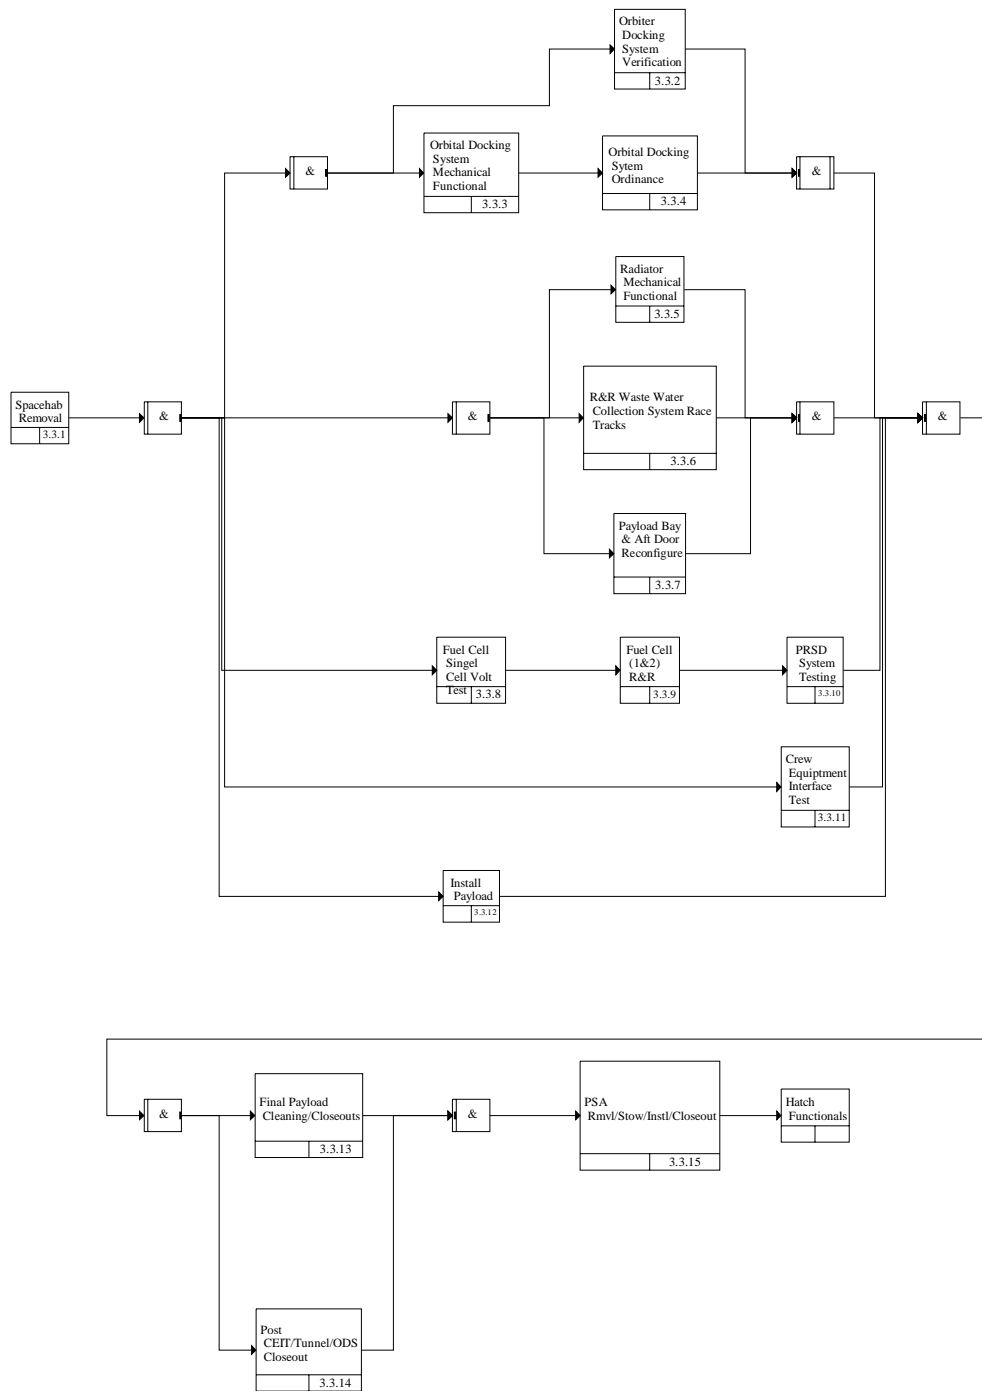 Orbiter
Docking
System
Verification
3.3.2
&
Orbital Docking
System
Mechanical
Functional
3.3.3
Orbital Docking
Sytem
Ordinance
3.3.4
&
Radiator
Mechanical
Functional
3.3.5
Spacehab
Removal
3.3.1
&
&
R&R Waste Water
Collection System Race
Tracks
3.3.6
&
&
Payload Bay
& Aft Door
Reconfigure
3.3.7
Fuel Cell
Singel
Cell Volt
Test
3.3.8
Fuel Cell
(1&2)
R&R
3.3.9
PRSD
System
Testing
3.3.10
Crew
Equiptment
Interface
Test
3.3.11
Install
Payload
3.3.12
&
Final Payload
Cleaning/Closeouts
3.3.13
&
PSA
Rmvl/Stow/Instl/Closeout
3.3.15
Hatch
Functionals
Post
CEIT/Tunnel/ODS
Closeout
3.3.14